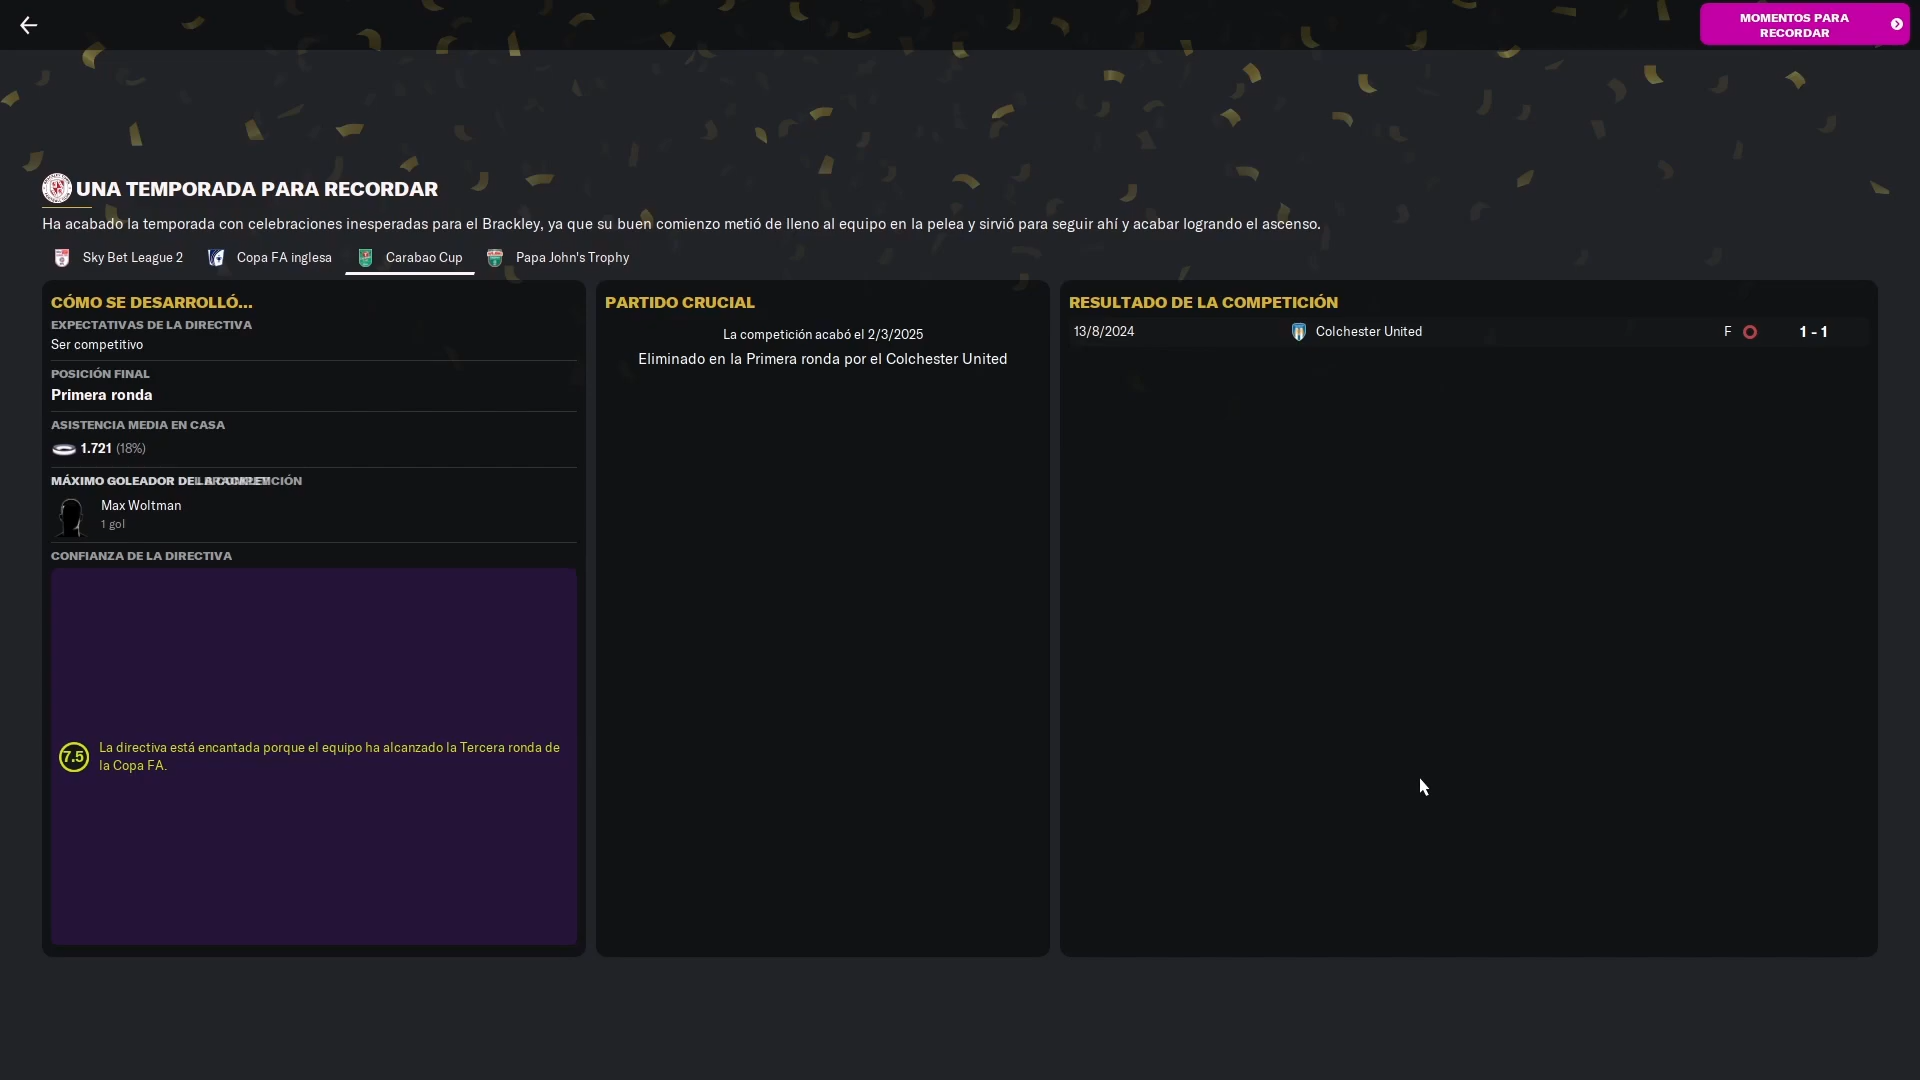 MOMENTOS PARA
RECORDAR
UNA TEMPORADA PARA RECORDAR
Ha acabado la temporada con celebraciones inesperadas para el Brackley, ya que su buen comienzo metió de lleno al equipo en la pelea y sirvió para seguir ahí y acabar logrando el ascenso.
Sky Bet League 2 Copa FA inglesa Carabao Cup Papa John's Trophy
CÓMO SE DESARROLLÓ...
EXPECTATIVAS DE LA DIRECTIVA
Ser competitivo
POSICIÓN FINAL
Primera ronda
ASISTENCIA MEDIA EN CASA
1.721 (18%)
MÁXIMO GOLEADOR DE
Max Woltman
1 gol
CONFIANZA DE LA DIRECTIVA
7.5
La directiva está encantada porque el equipo ha alcanzado la Tercera ronda de
la Copa FA.
PARTIDO CRUCIAL
La competición acabó el 2/3/2025
Eliminado en la Primera ronda por el Colchester United
RESULTADO DE LA COMPETICIÓN
13/8/2024 Colchester United F 1 - 1